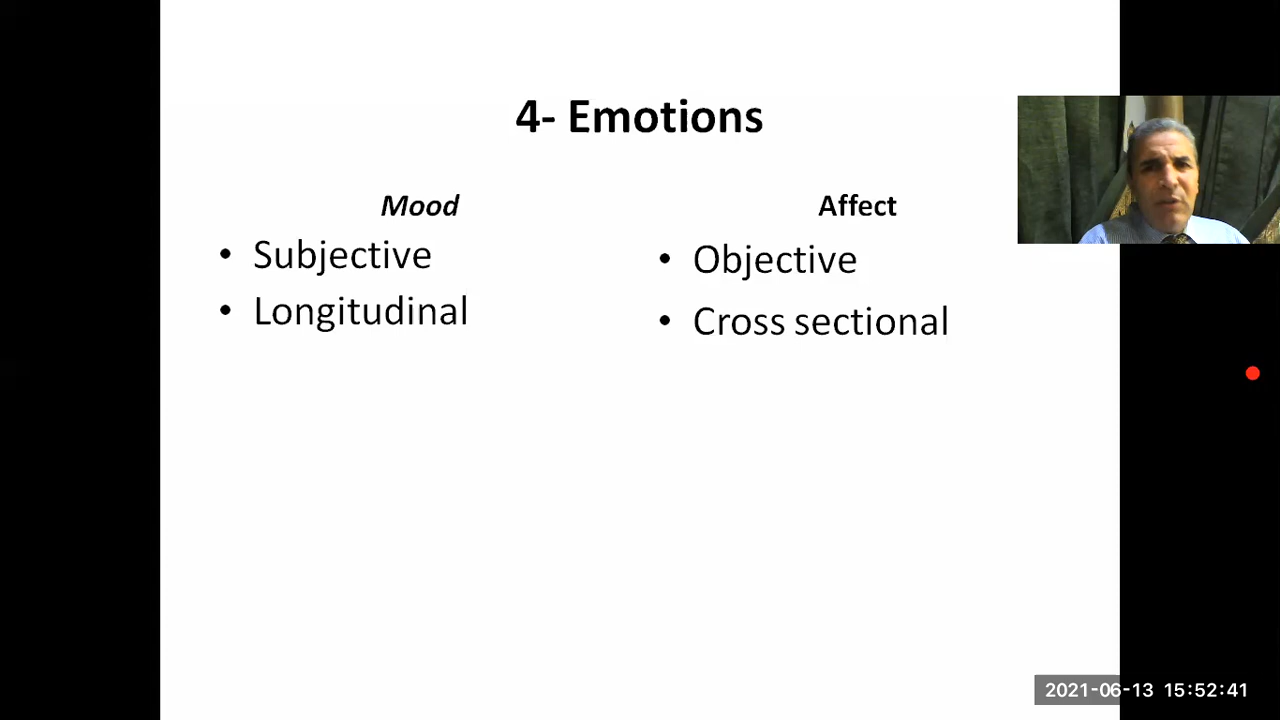 4- Emotions
Mood
• Subjective
• Longitudinal
Affect
• Objective
• Cross sectional
2021-06-13 15:52:41